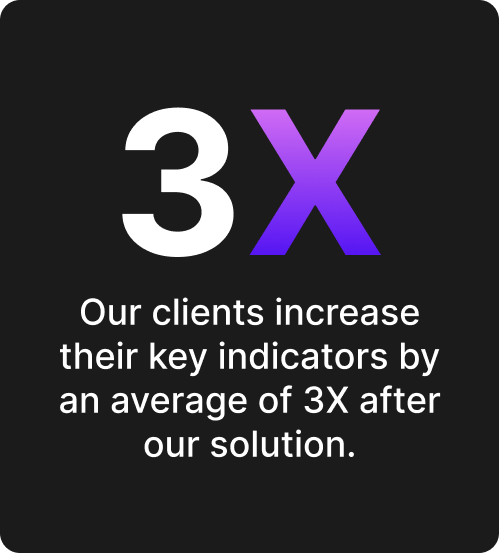 3X
Our clients increase
their key indicators by
an average of 3X after
our solution.